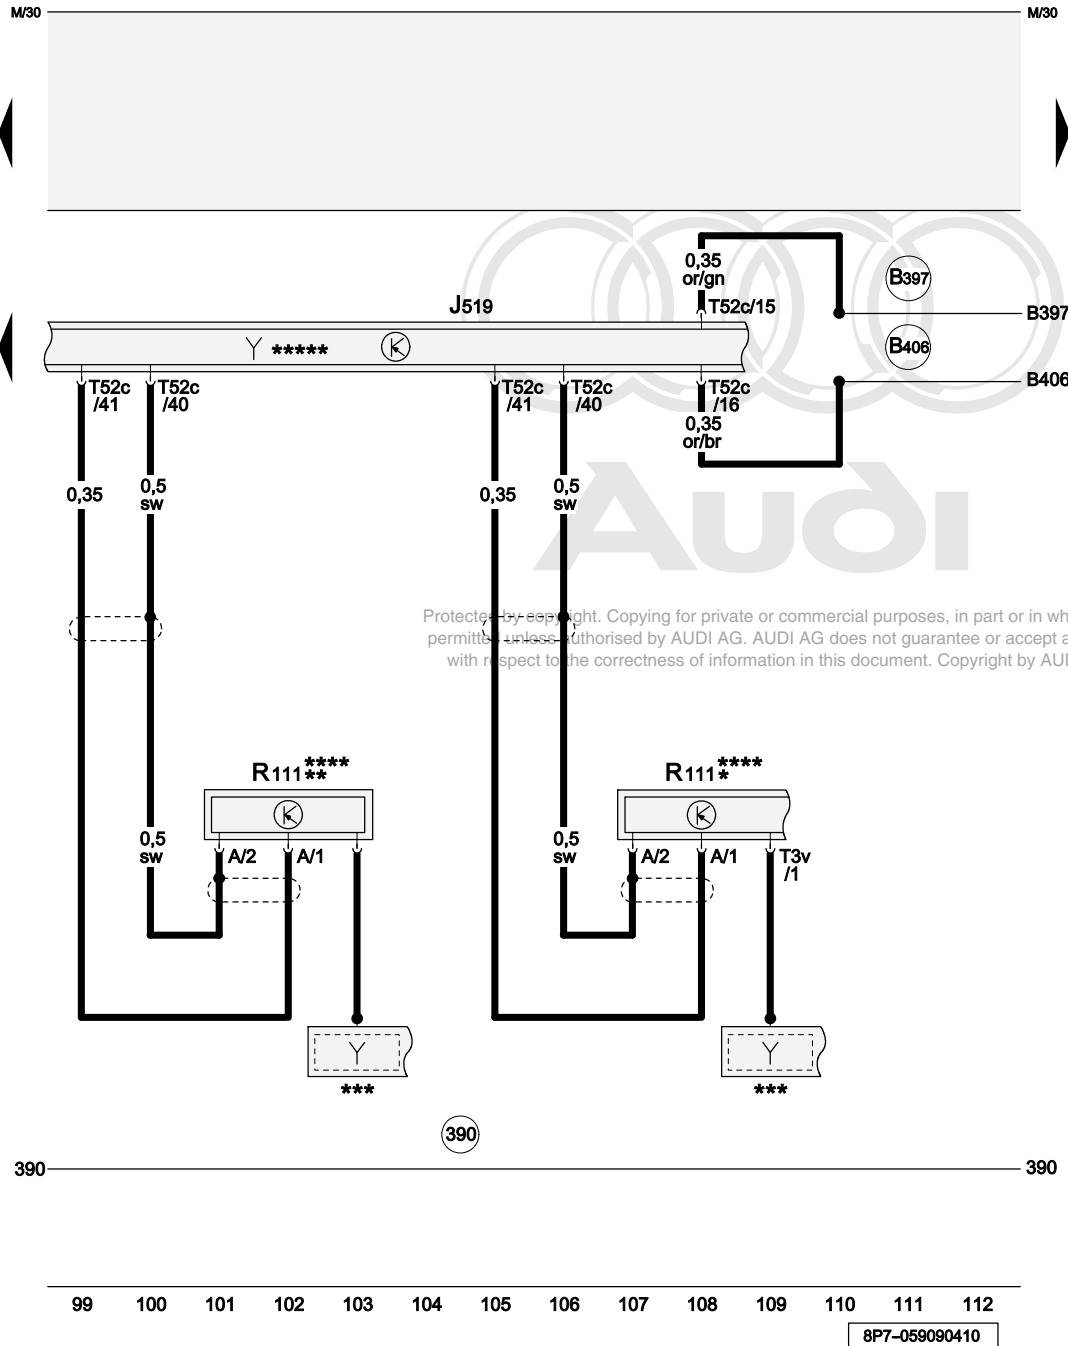 M/30 M/30
0,35
or/gn
B397
J519 T52c/15
B397
Y ***** B406
B406
T52c
/41
T52c
/40
T52c
/41
T52c
/40
T52c
/16
0,35
or/br
0,35
0,5
sw
0,35
0,5
sw
Audi
Protected by copyright. Copying for private or commercial purposes, in part or in wh
permitted unless authorised by AUDI AG. AUDI AG does not guarantee or accept a
with respect to the correctness of information in this document. Copyright by AUD
R111 ****
**
R111 ****
*
0,5
sw
A/2 A/1
0,5
sw
A/2 A/1 T3v
/1
Y Y
*** ***
390
390 390
99 100 101 102 103 104 105 106 107 108 109 110 111 112
8P7-059090410